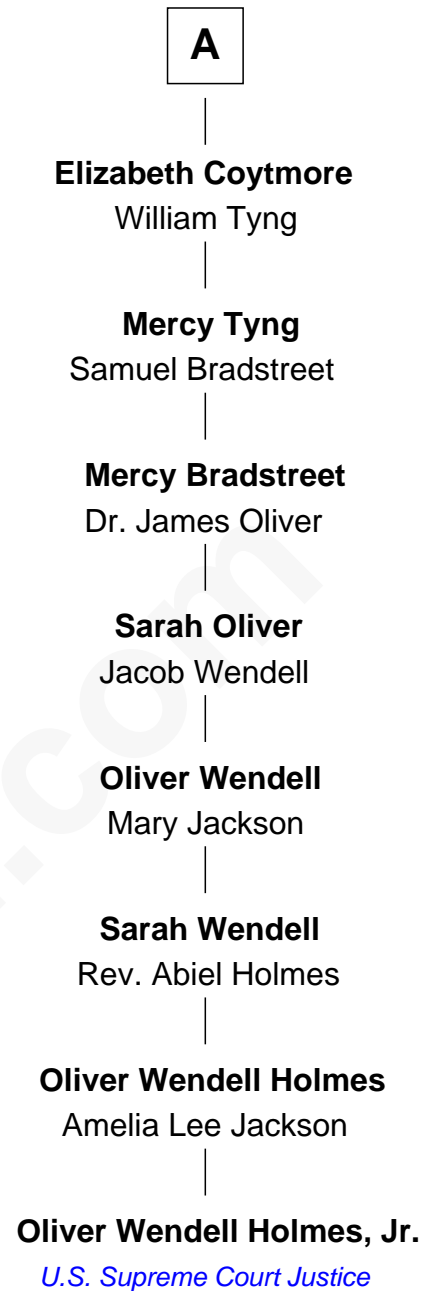 A
Elizabeth Coytmore
William Tyng
Mercy Tyng
Samuel Bradstreet
Mercy Bradstreet
Dr. James Oliver
Sarah Oliver
Jacob Wendell
Oliver Wendell
Mary Jackson
Sarah Wendell
Rev. Abiel Holmes
Oliver Wendell Holmes
Amelia Lee Jackson
Oliver Wendell Holmes, Jr.
U.S. Supreme Court Justice
.com